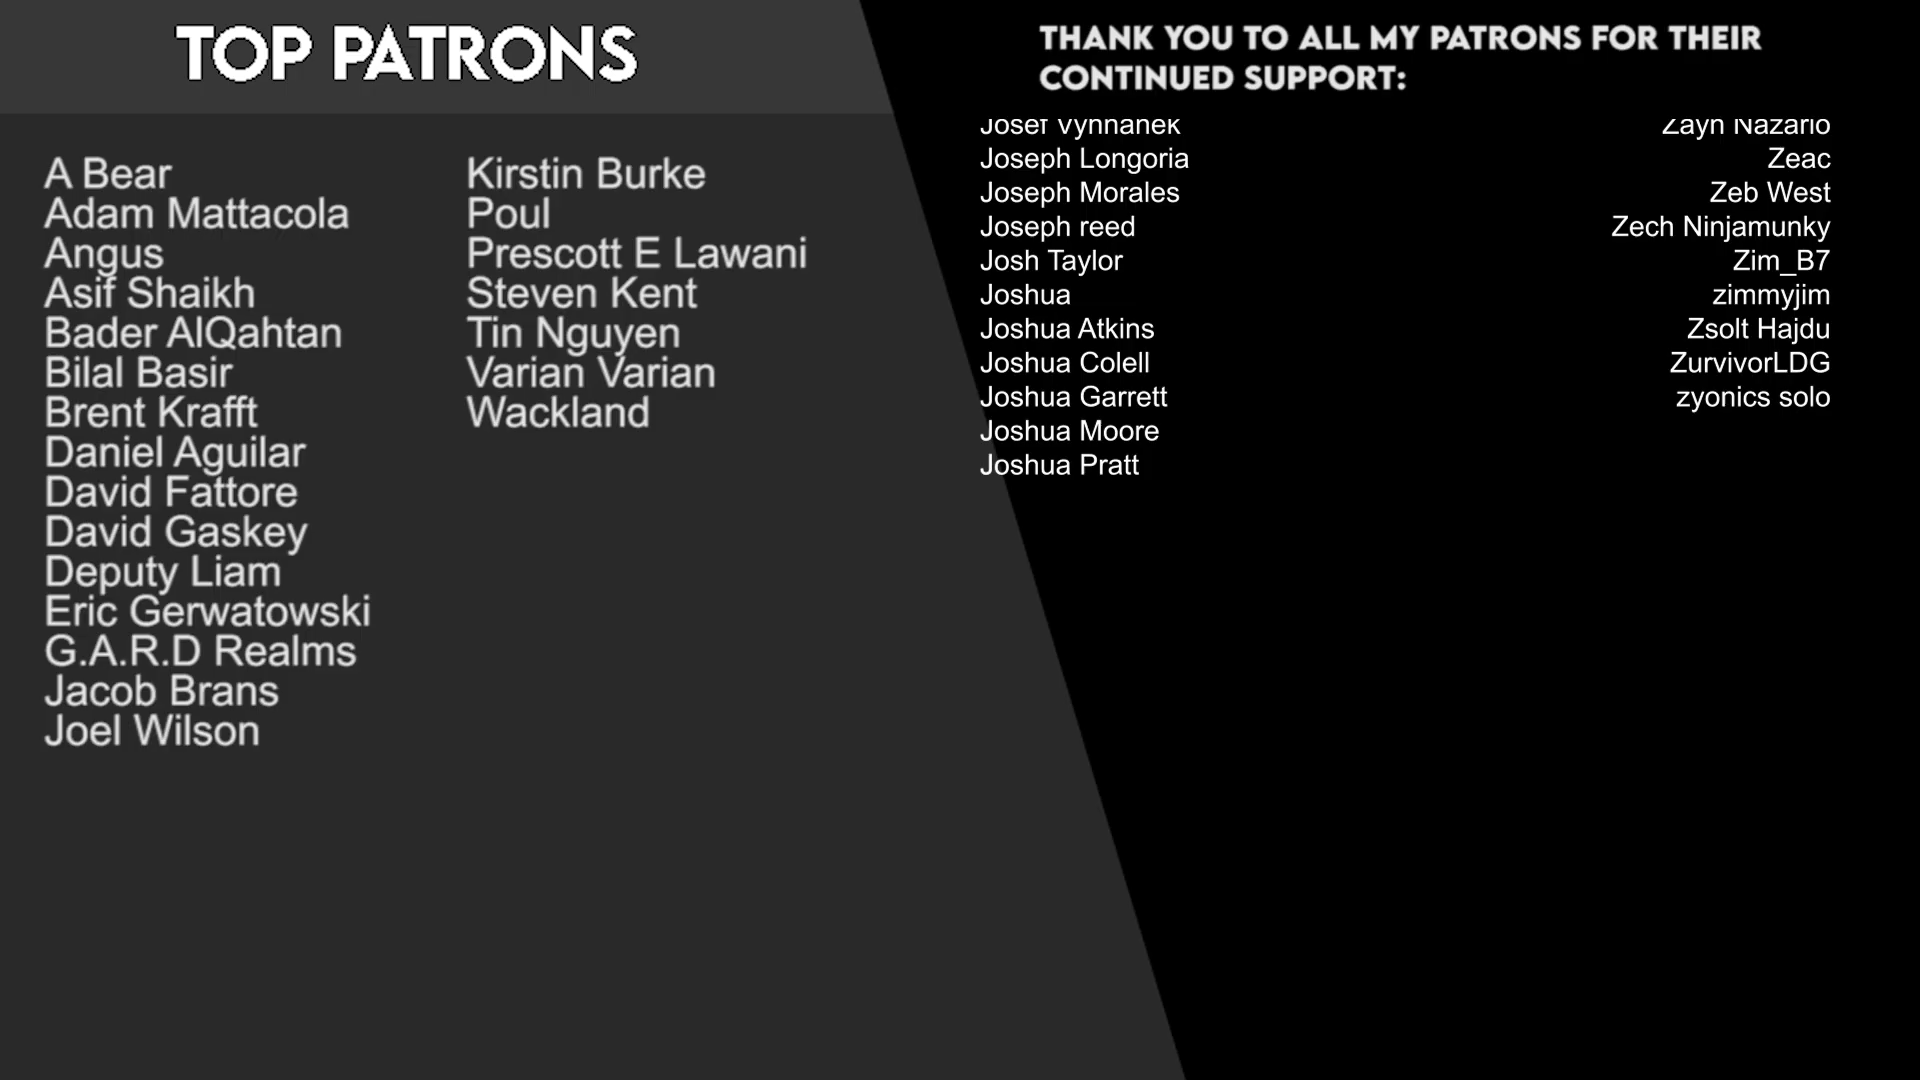 TOP PATRONS
A Bear
Adam Mattacola
Angus
Asif Shaikh
Bader AlQahtan
Bilal Basir
Brent Krafft
Daniel Aguilar
David Fattore
David Gaskey
Deputy Liam
Eric Gerwatowski
G.A.R.D Realms
Jacob Brans
Joel Wilson
Kirstin Burke
Poul
Prescott E Lawani
Steven Kent
Tin Nguyen
Varian Varian
Wackland
THANK YOU TO ALL MY PATRONS FOR THEIR
CONTINUED SUPPORT:
Josef Vynnanek
Joseph Longoria
Joseph Morales
Joseph reed
Josh Taylor
Joshua
Joshua Atkins
Joshua Colell
Joshua Garrett
Joshua Moore
Joshua Pratt
Zayn Nazario
Zeac
Zeb West
Zech Ninjamunky
Zim_B7
zimmyjim
Zsolt Hajdu
ZurvivorLDG
zyonics solo